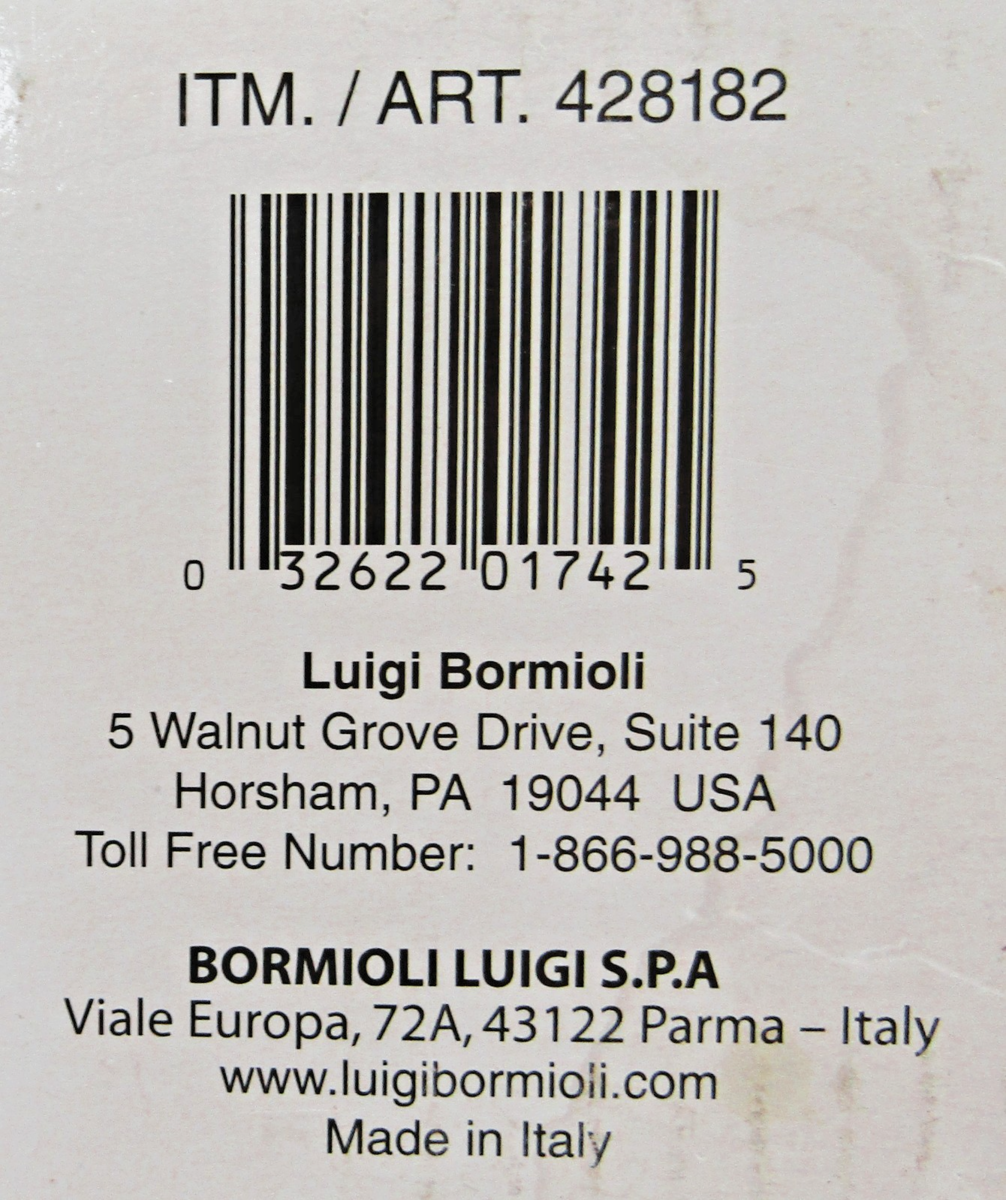 ITM. / ART. 428182
0 32622 01742 5
Luigi Bormioli
5 Walnut Grove Drive, Suite 140
Horsham, PA 19044 USA
Toll Free Number: 1-866-988-5000
BORMIOLI LUIGI S.P.A
Viale Europa, 72A, 43122 Parma – Italy
www.luigibormioli.com
Made in Italy